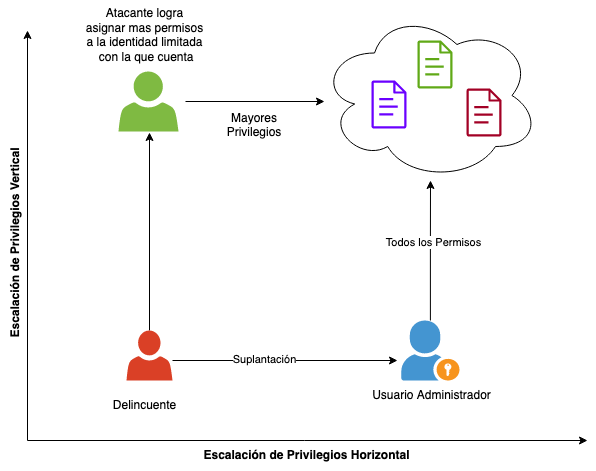 Atacante logra
asignar mas permisos
a la identidad limitada
con la que cuenta
Mayores
Privilegios
Escalación de Privilegios Vertical
Todos los Permisos
Suplantación
Delincuente
Usuario Administrador
Escalación de Privilegios Horizontal